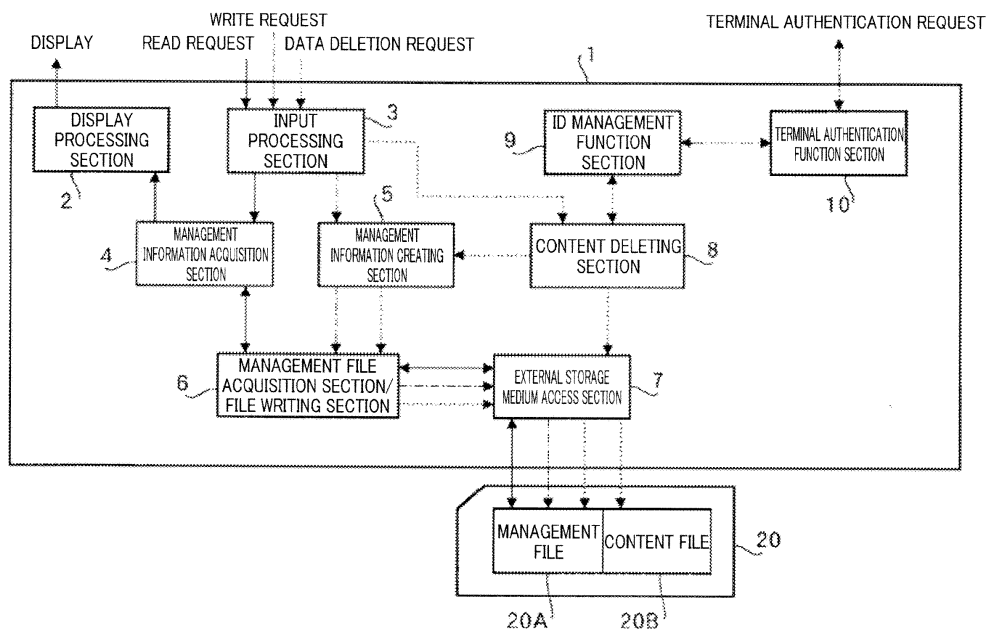 WRITE REQUEST
TERMINAL AUTHENTICATION REQUEST
DISPLAY
READ REQUEST
DATA DELETION REQUEST
1
DISPLAY
PROCESSING
SECTION
2
INPUT
PROCESSING
SECTION
3
ID MANAGEMENT
FUNCTION
SECTION
9
TERMINAL AUTHENTICATION
FUNCTION SECTION
10
MANAGEMENT
INFORMATION ACQUISITION
SECTION
4
5
MANAGEMENT
INFORMATION CREATING
SECTION
CONTENT DELETING
SECTION
8
MANAGEMENT FILE
ACQUISITION SECTION/
FILE WRITING SECTION
6
EXTERNAL STORAGE
MEDIUM ACCESS SECTION
7
MANAGEMENT
FILE
CONTENT FILE
20
20A
20B